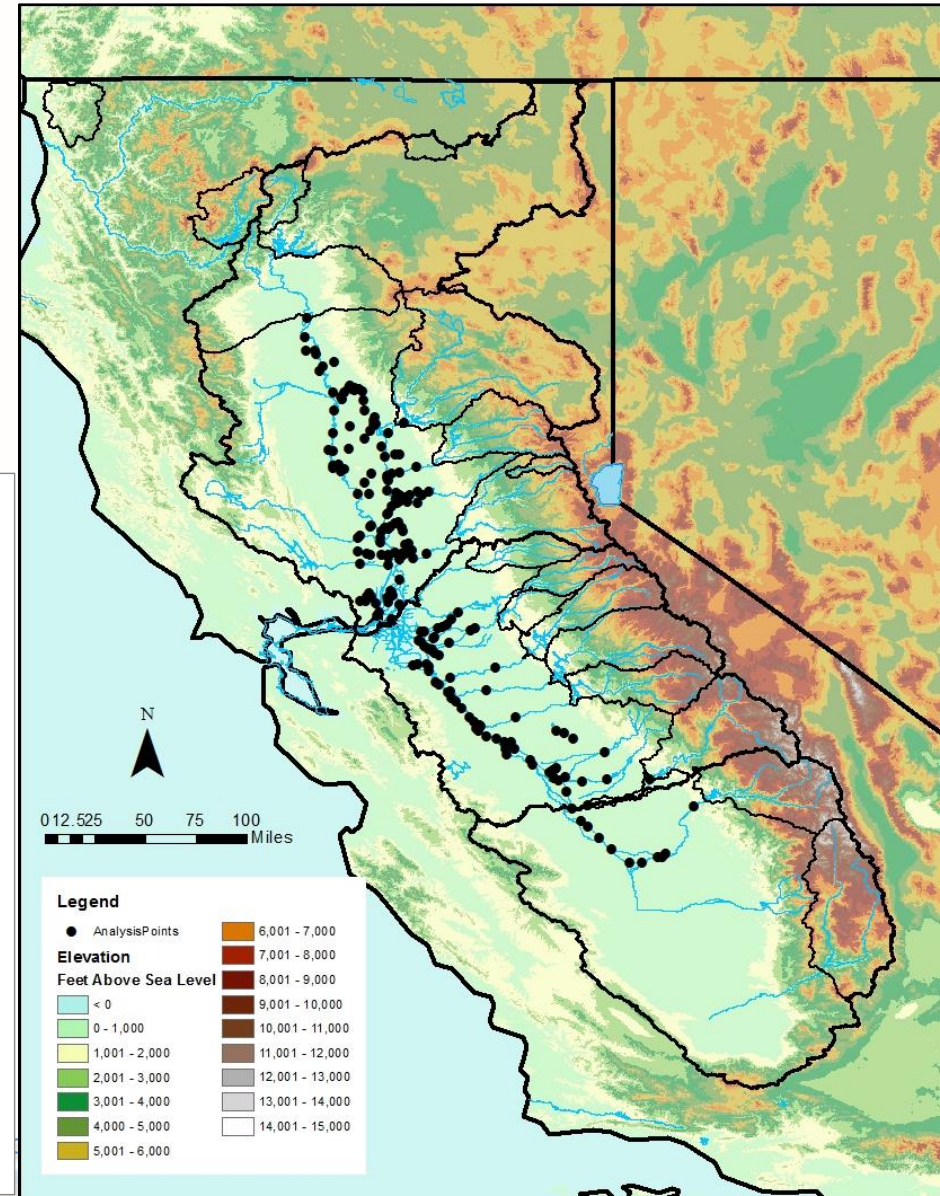 N
0 12.5 25 50 75 100
Miles
Legend
AnalysisPoints
Elevation
Feet Above Sea Level
< 0
0 - 1,000
1,001 - 2,000
2,001 - 3,000
3,001 - 4,000
4,000 - 5,000
5,001 - 6,000
6,001 - 7,000
7,001 - 8,000
8,001 - 9,000
9,001 - 10,000
10,001 - 11,000
11,001 - 12,000
12,001 - 13,000
13,001 - 14,000
14,001 - 15,000